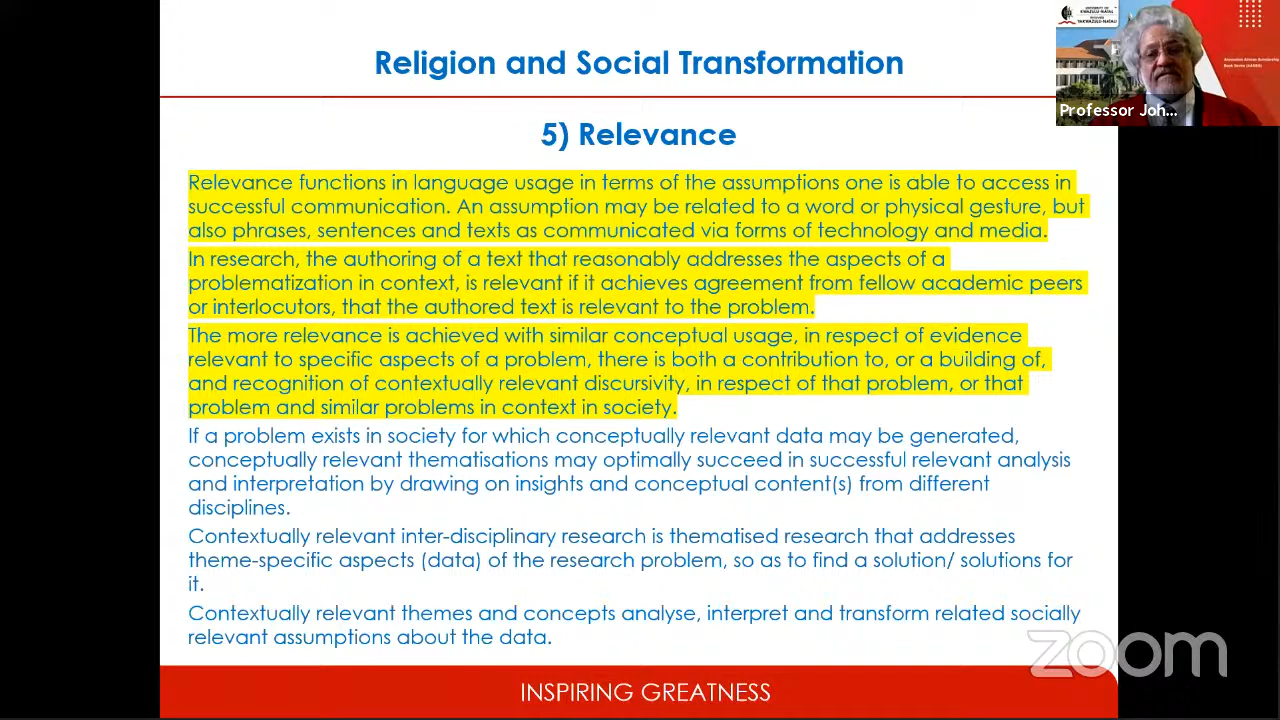 Religion and Social Transformation
5) Relevance
Relevance functions in language usage in terms of the assumptions one is able to access in
successful communication. An assumption may be related to a word or physical gesture, but
also phrases, sentences and texts as communicated via forms of technology and media.
In research, the authoring of a text that reasonably addresses the aspects of a
problematization in context, is relevant if it achieves agreement from fellow academic peers
or interlocutors, that the authored text is relevant to the problem.
The more relevance is achieved with similar conceptual usage, in respect of evidence
relevant to specific aspects of a problem, there is both a contribution to, or a building of,
and recognition of contextually relevant discursivity, in respect of that problem, or that
problem and similar problems in context in society.
If a problem exists in society for which conceptually relevant data may be generated,
conceptually relevant thematisations may optimally succeed in successful relevant analysis
and interpretation by drawing on insights and conceptual content(s) from different
disciplines.
Contextually relevant inter-disciplinary research is thematised research that addresses
theme-specific aspects (data) of the research problem, so as to find a solution/ solutions for
it.
Contextually relevant themes and concepts analyse, interpret and transform related socially
relevant assumptions about the data.
INSPIRING GREATNESS
UNIVERSITY OF
KWAZULU-NATAL
INYUVESI
YAKWAZULU-NATALI
Professor Joh...
zoom